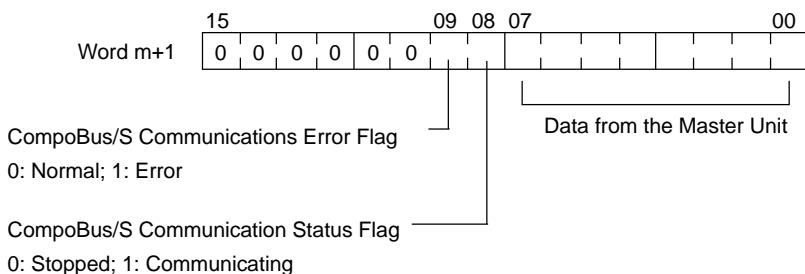 15 09 08 07 00
Word m+1 0 0 0 0 0 0
CompoBus/S Communications Error Flag
0: Normal; 1: Error
Data from the Master Unit
CompoBus/S Communication Status Flag
0: Stopped; 1: Communicating